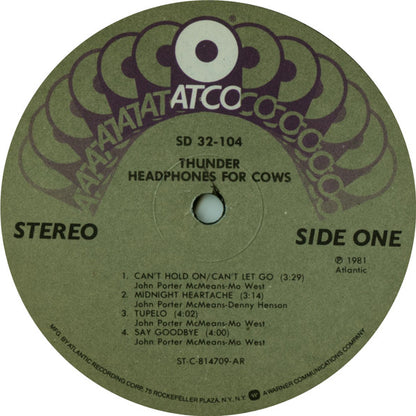 ATCO
SD 32-104
THUNDER
HEADPHONES FOR COWS
STEREO
SIDE ONE
℗ 1981
Atlantic
1. CAN'T HOLD ON/CAN'T LET GO (3:29)
John Porter McMeans-Mo West
2. MIDNIGHT HEARTACHE (3:14)
John Porter McMeans-Denny Henson
3. TUPELO (4:02)
John Porter McMeans-Mo West
4. SAY GOODBYE (4:00)
John Porter McMeans-Mo West
ST-C-814709-AR
MFG. BY ATLANTIC RECORDING CORP., 75 ROCKEFELLER PLAZA, N.Y., N.Y. A WARNER COMMUNICATIONS COMPANY